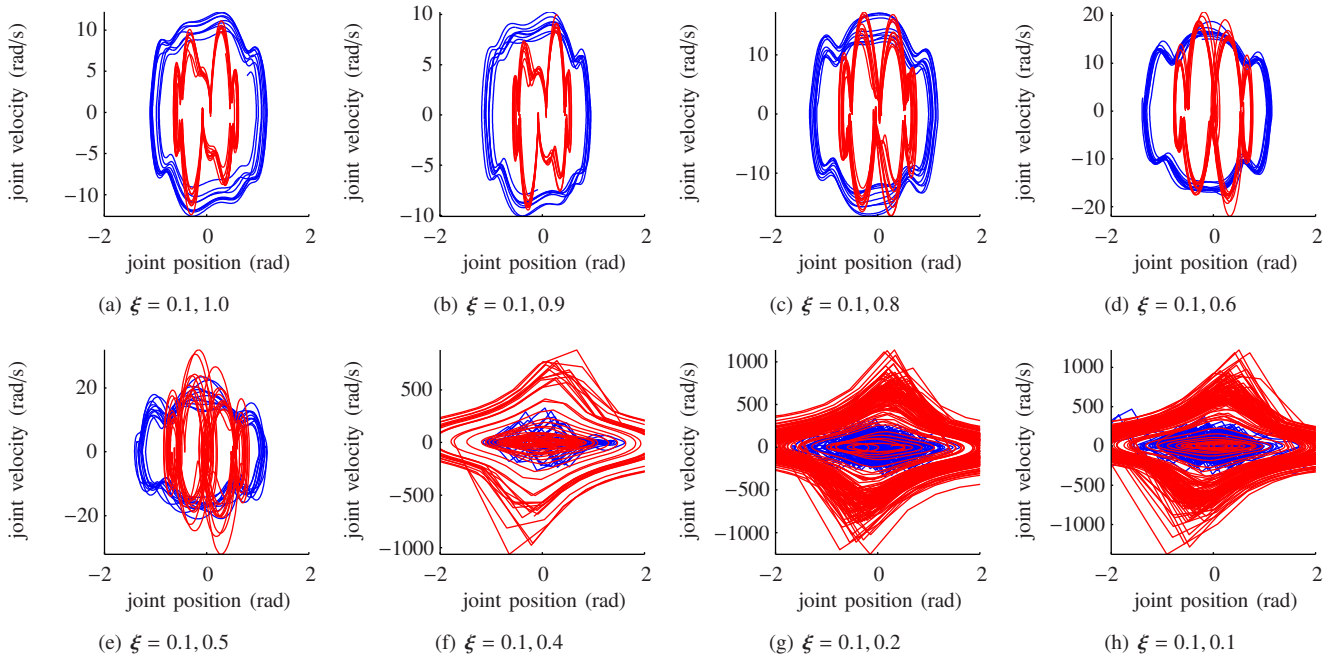 joint velocity (rad/s)
10
5
0
−5
−10
−2
0
2
joint position (rad)
(a) ξ = 0.1, 1.0
joint velocity (rad/s)
10
5
0
−5
−10
−2
0
2
joint position (rad)
(b) ξ = 0.1, 0.9
joint velocity (rad/s)
10
0
−10
−2
0
2
joint position (rad)
(c) ξ = 0.1, 0.8
joint velocity (rad/s)
20
10
0
−10
−20
−2
0
2
joint position (rad)
(d) ξ = 0.1, 0.6
joint velocity (rad/s)
20
0
−20
−2
0
2
joint position (rad)
(e) ξ = 0.1, 0.5
joint velocity (rad/s)
500
0
−500
−1000
−2
0
2
joint position (rad)
(f) ξ = 0.1, 0.4
joint velocity (rad/s)
1000
500
0
−500
−1000
−2
0
2
joint position (rad)
(g) ξ = 0.1, 0.2
joint velocity (rad/s)
1000
500
0
−500
−1000
−2
0
2
joint position (rad)
(h) ξ = 0.1, 0.1